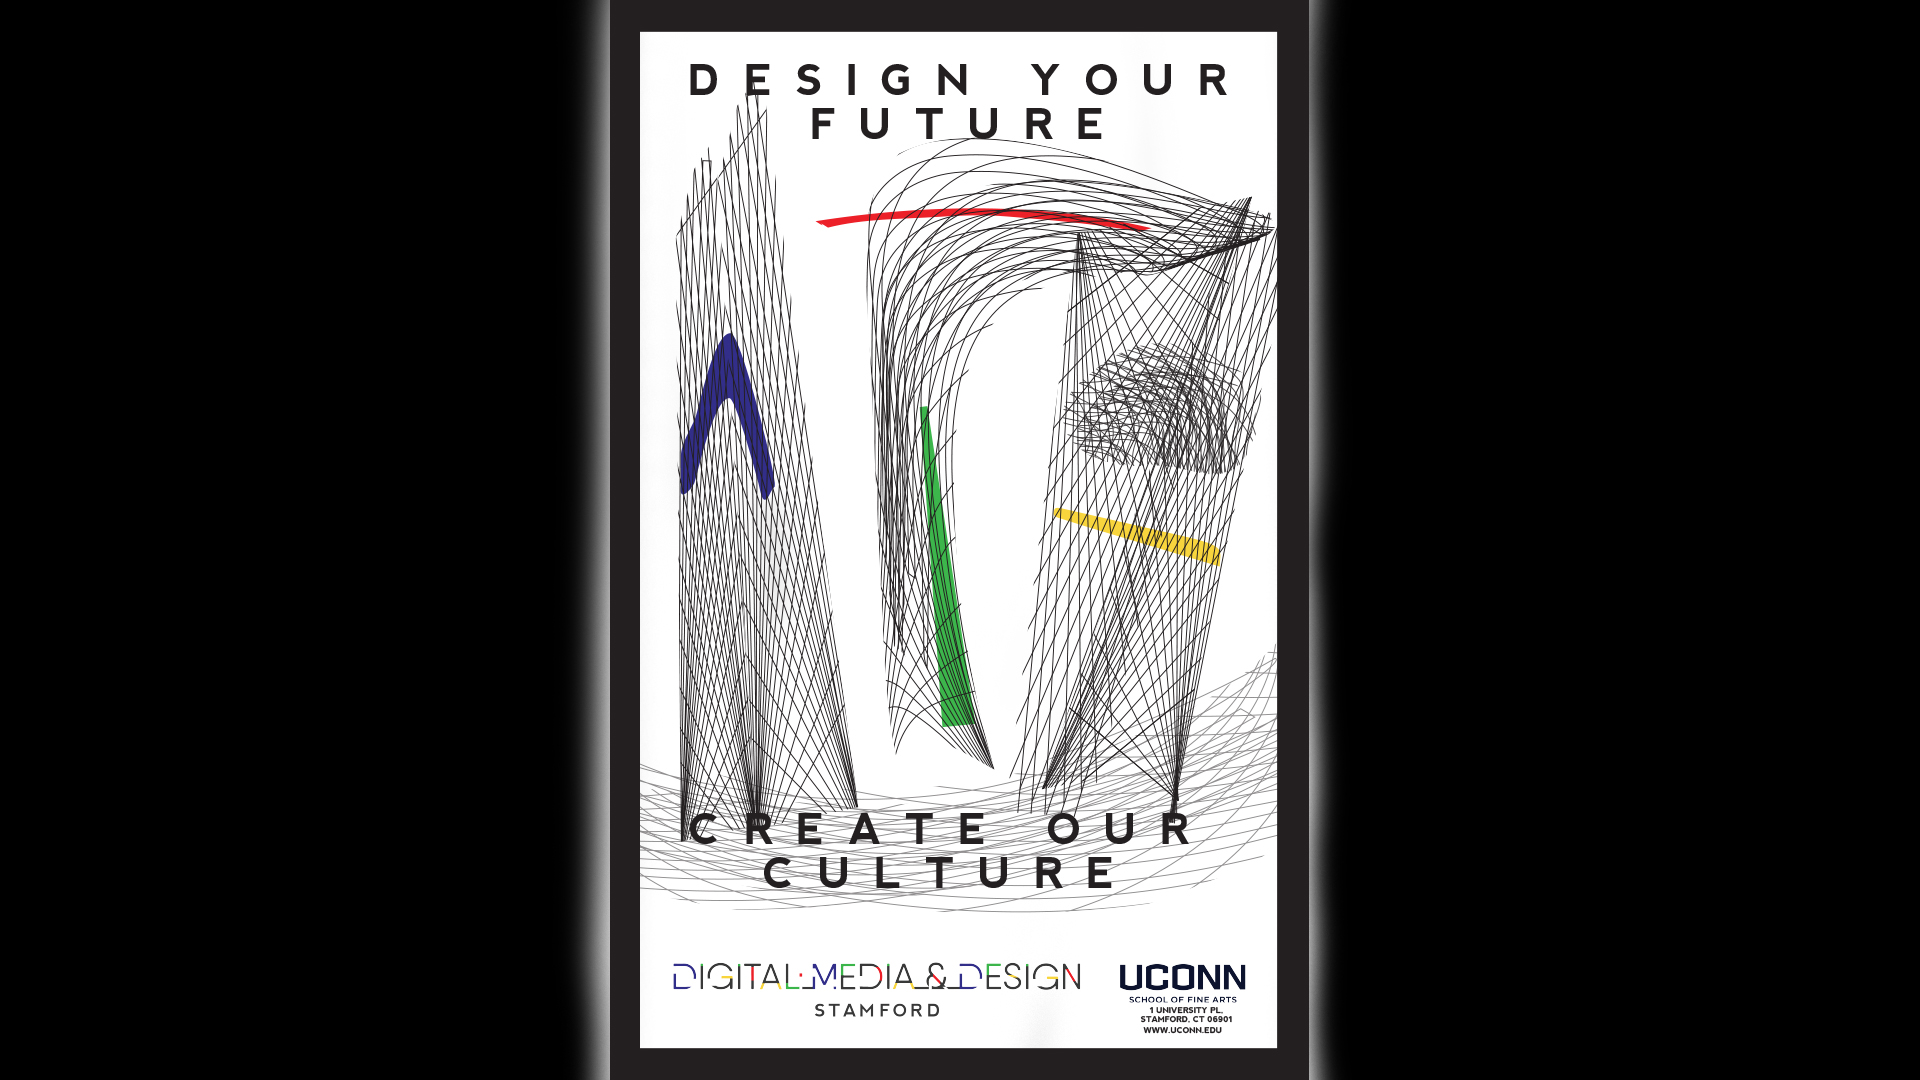 DESIGN YOUR
FUTURE
CREATE OUR
CULTURE
DIGITAL MEDIA & DESIGN
STAMFORD
UCONN
SCHOOL OF FINE ARTS
1 UNIVERSITY PL.
STAMFORD, CT 06901
WWW.UCONN.EDU